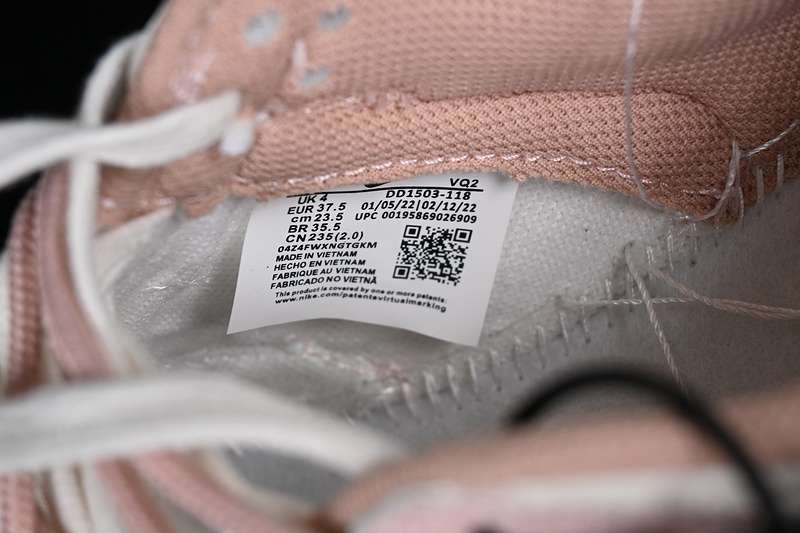 VQ2
UK 4
DD1503-118
EUR 37.5
01/05/22|02/12/22
cm 23.5
UPC 00195869026909
BR 35.5
CN 235(2.0)
04Z4FWXNGTGKM
MADE IN VIETNAM
HECHO EN VIETNAM
FABRIQUE AU VIETNAM
FABRICADO NO VIETNÃ
This product is covered by one or more patents:
www.nike.com/patentsvirtualmarking